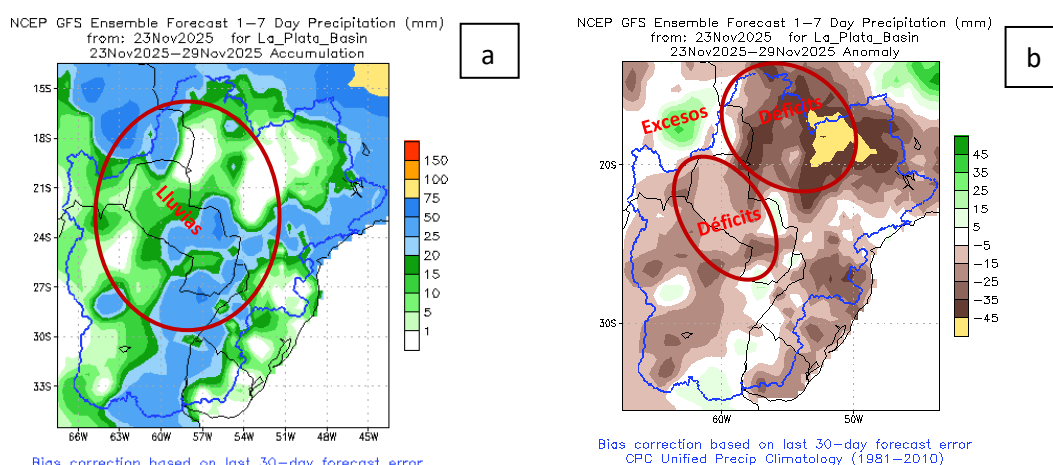 NCEP GFS Ensemble Forecast 1–7 Day Precipitation (mm)
from: 23Nov2025 for La_Plata_Basin
23Nov2025–29Nov2025 Accumulation
a
15S
18S
21S
24S
27S
30S
33S
66W 63W 60W 57W 54W 51W 48W 45W
Lluvias
150
100
75
50
25
20
15
10
5
1
Bias correction based on last 30–day forecast error
NCEP GFS Ensemble Forecast 1–7 Day Precipitation (mm)
from: 23Nov2025 for La_Plata_Basin
23Nov2025–29Nov2025 Anomaly
b
Excesos
Déficits
Déficits
20S
30S
60W 50W
45
35
25
15
5
−5
−15
−25
−35
−45
Bias correction based on last 30–day forecast error
CPC Unified Precip Climatology (1981–2010)